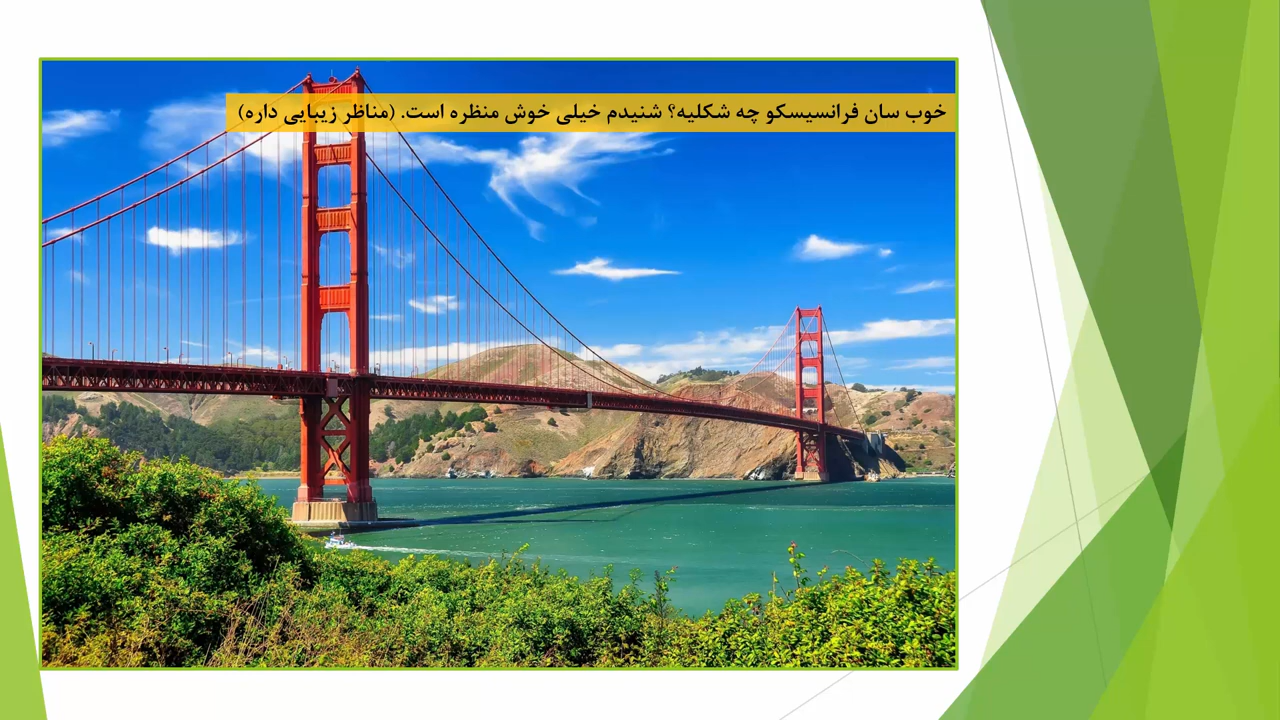 خوب سان فرانسیسکو چه شکلیه؟ شنیدم خیلی خوش منظره است. (مناظر زیبایی داره)